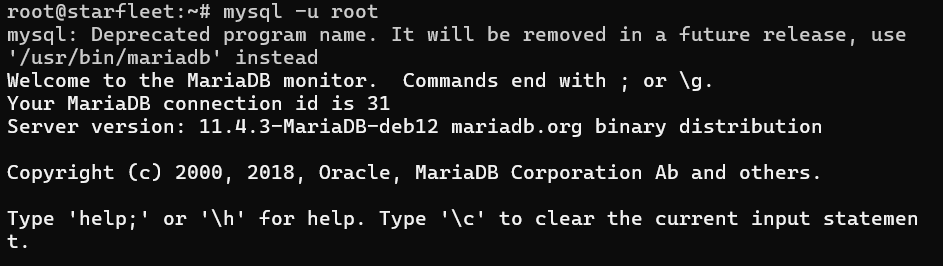 root@starfleet:~# mysql -u root
mysql: Deprecated program name. It will be removed in a future release, use
'/usr/bin/mariadb' instead
Welcome to the MariaDB monitor.  Commands end with ; or \g.
Your MariaDB connection id is 31
Server version: 11.4.3-MariaDB-deb12 mariadb.org binary distribution

Copyright (c) 2000, 2018, Oracle, MariaDB Corporation Ab and others.

Type 'help;' or '\h' for help. Type '\c' to clear the current input statemen
t.